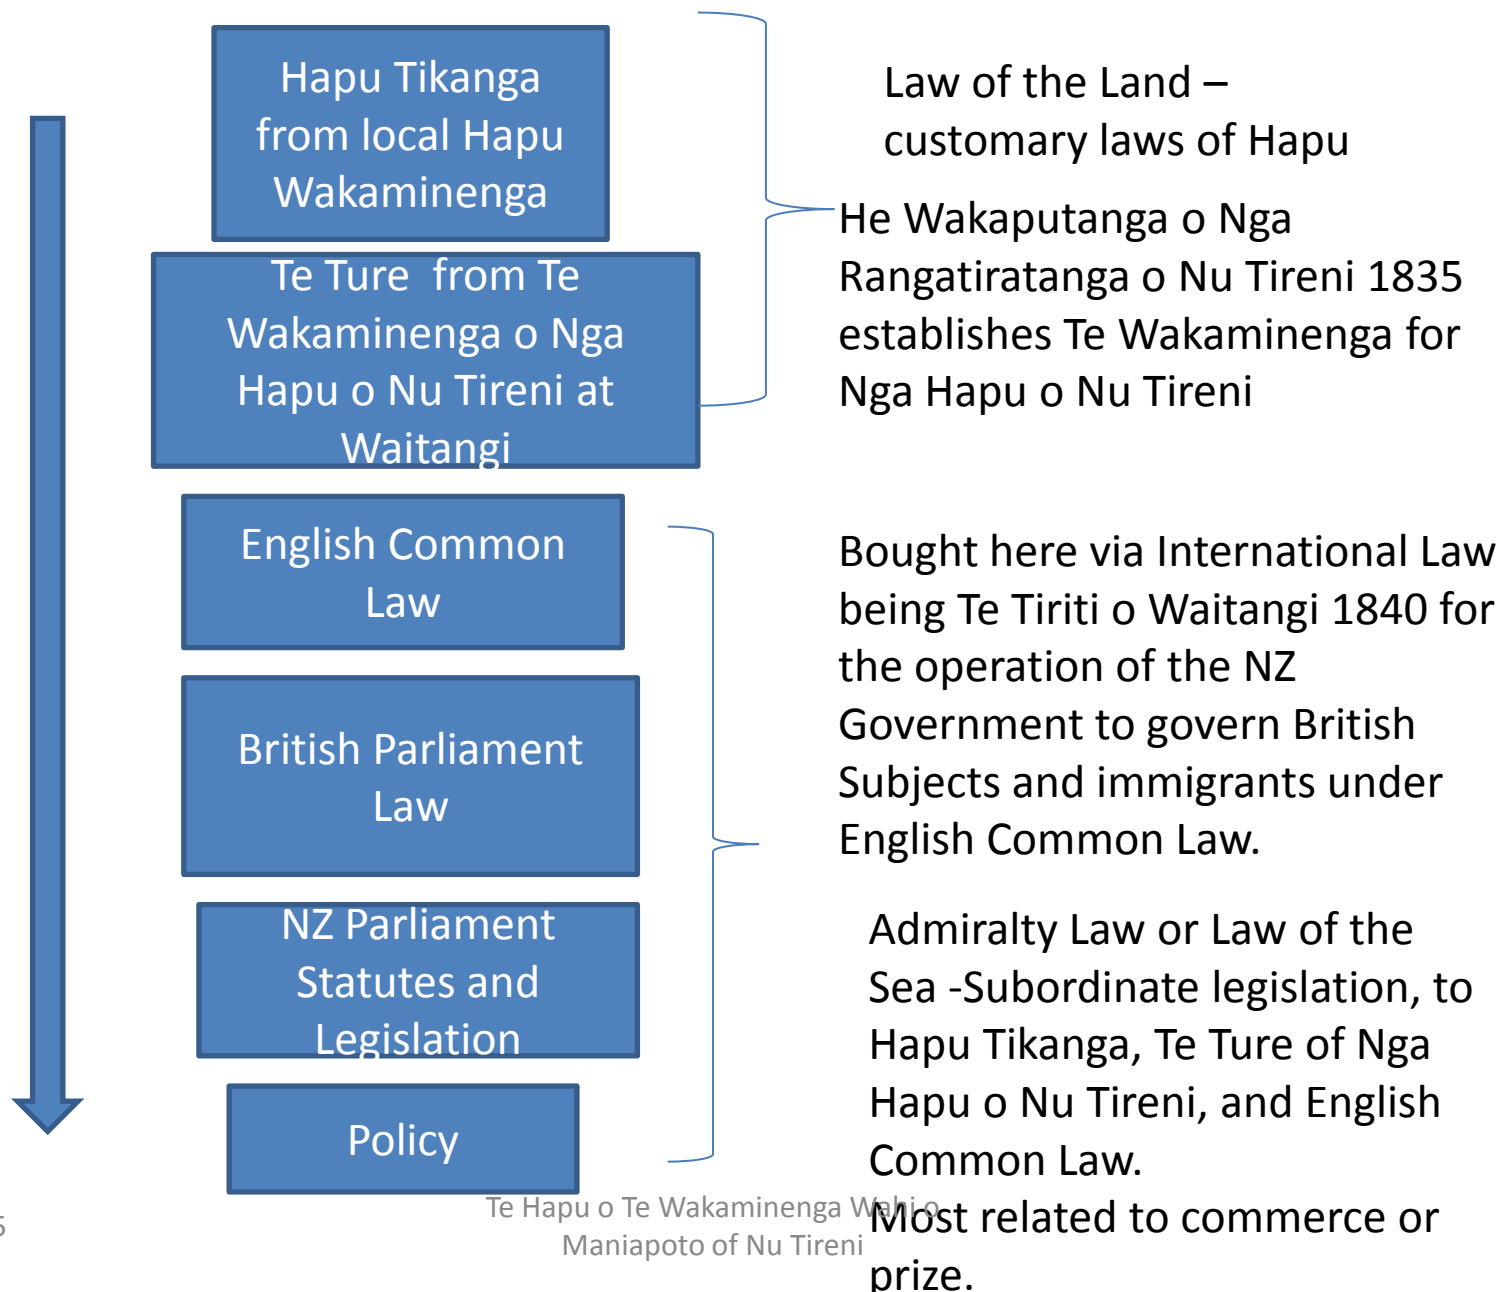 Hapu Tikanga
from local Hapu
Wakaminenga
Law of the Land –
customary laws of Hapu
Te Ture from Te
Wakaminenga o Nga
Hapu o Nu Tireni at
Waitangi
He Wakaputanga o Nga
Rangatiratanga o Nu Tireni 1835
establishes Te Wakaminenga for
Nga Hapu o Nu Tireni
English Common
Law
British Parliament
Law
NZ Parliament
Statutes and
Legislation
Policy
Bought here via International Law
being Te Tiriti o Waitangi 1840 for
the operation of the NZ
Government to govern British
Subjects and immigrants under
English Common Law.
Admiralty Law or Law of the
Sea -Subordinate legislation, to
Hapu Tikanga, Te Ture of Nga
Hapu o Nu Tireni, and English
Common Law.
Most related to commerce or
prize.
5
Te Hapu o Te Wakaminenga Wahi o
Maniapoto of Nu Tireni